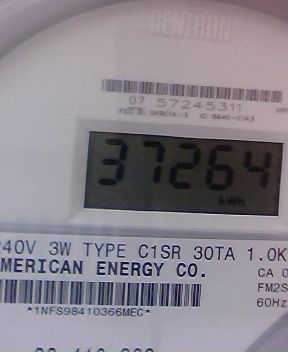 CENTRON
07 57245311
37264
kWh
240V 3W TYPE C1SR 30TA 1.0K
MERICAN ENERGY CO.
CA 0
FM2S
60Hz
*1NFS98410366MEC*